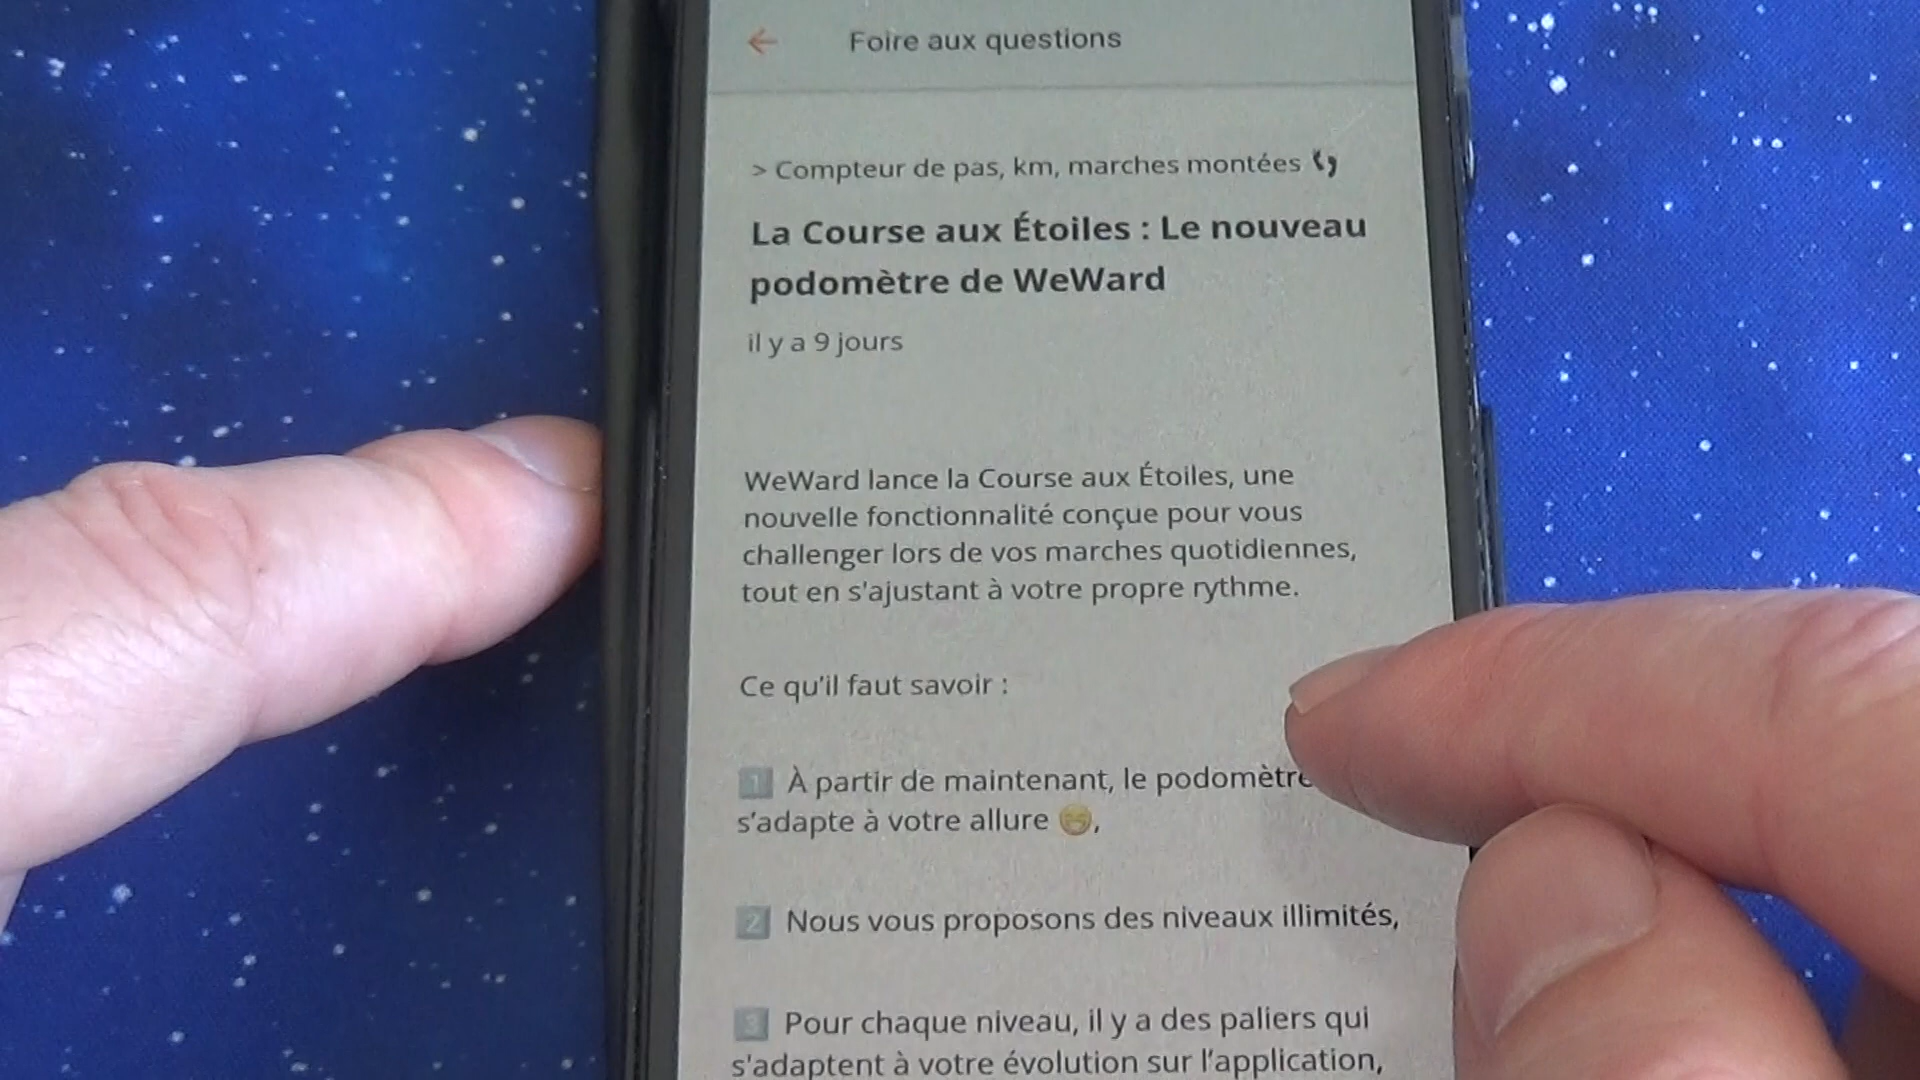 ← Foire aux questions
> Compteur de pas, km, marches montées 👣
La Course aux Étoiles : Le nouveau
podomètre de WeWard
il y a 9 jours
WeWard lance la Course aux Étoiles, une
nouvelle fonctionnalité conçue pour vous
challenger lors de vos marches quotidiennes,
tout en s'ajustant à votre propre rythme.
Ce qu'il faut savoir :
1 À partir de maintenant, le podomètre
s'adapte à votre allure 😁,
2 Nous vous proposons des niveaux illimités,
3 Pour chaque niveau, il y a des paliers qui
s'adaptent à votre évolution sur l'application,